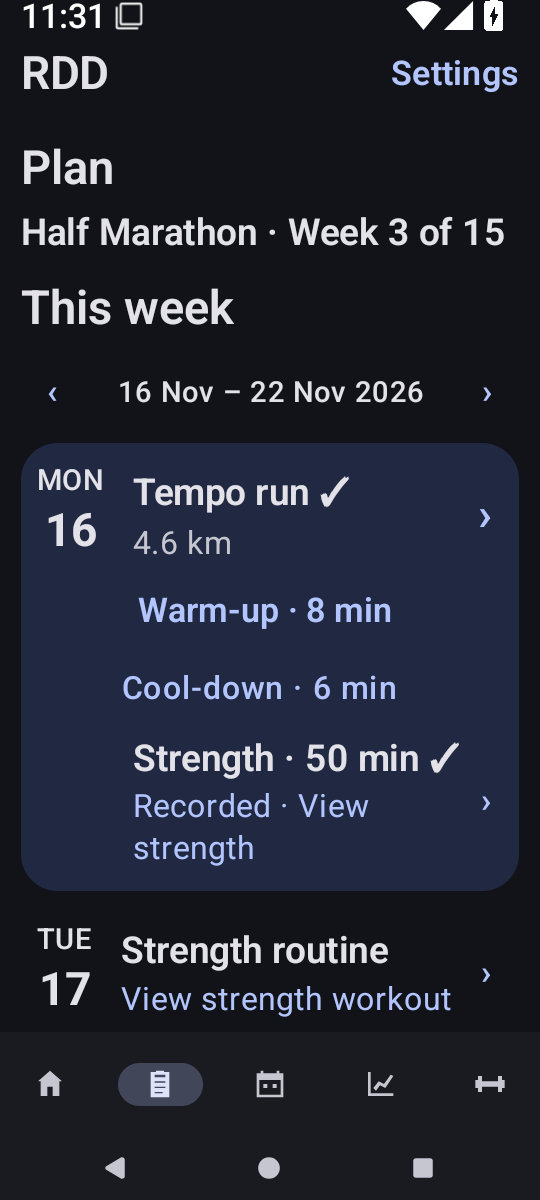 11:31
RDD
Settings
Plan
Half Marathon · Week 3 of 15
This week
‹ 16 Nov – 22 Nov 2026 ›
MON
16
Tempo run ✓
4.6 km
›
Warm-up · 8 min
Cool-down · 6 min
Strength · 50 min ✓
Recorded · View
strength
›
TUE
17
Strength routine
View strength workout
›